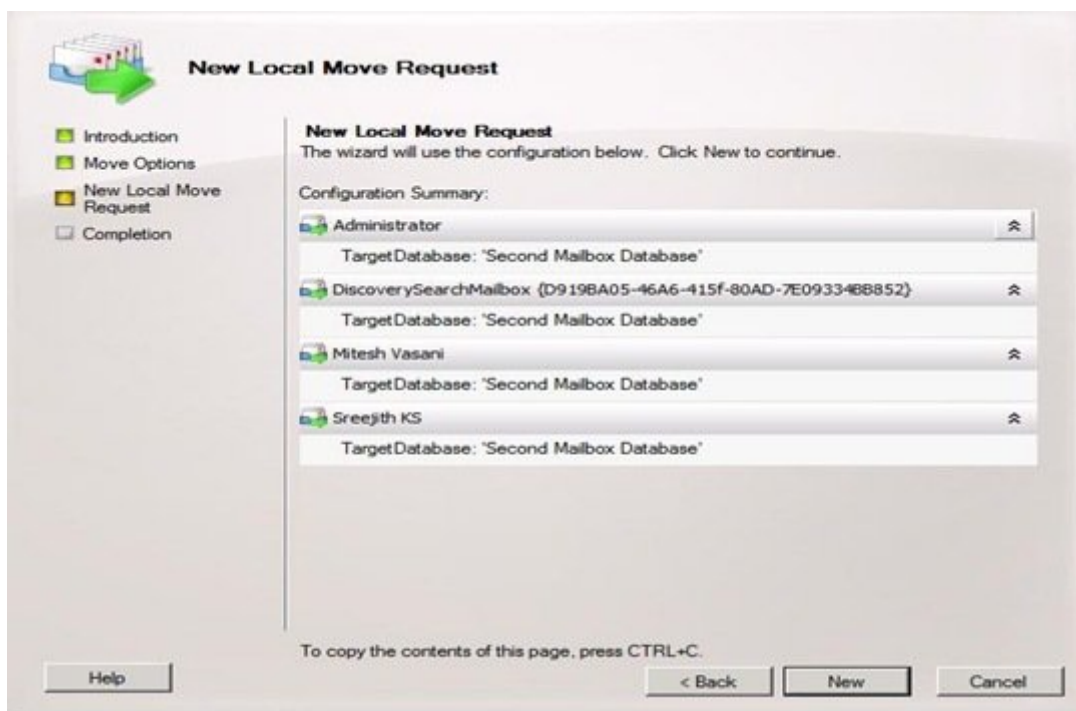 New Local Move Request
Introduction
Move Options
New Local Move
Request
Completion
New Local Move Request
The wizard will use the configuration below. Click New to continue.
Configuration Summary:
Administrator
TargetDatabase: 'Second Mailbox Database'
DiscoverySearchMailbox {D919BA05-46A6-415f-80AD-7E09334BB852}
TargetDatabase: 'Second Mailbox Database'
Mitesh Vasani
TargetDatabase: 'Second Mailbox Database'
Sreejith KS
TargetDatabase: 'Second Mailbox Database'
To copy the contents of this page, press CTRL+C.
Help
< Back
New
Cancel